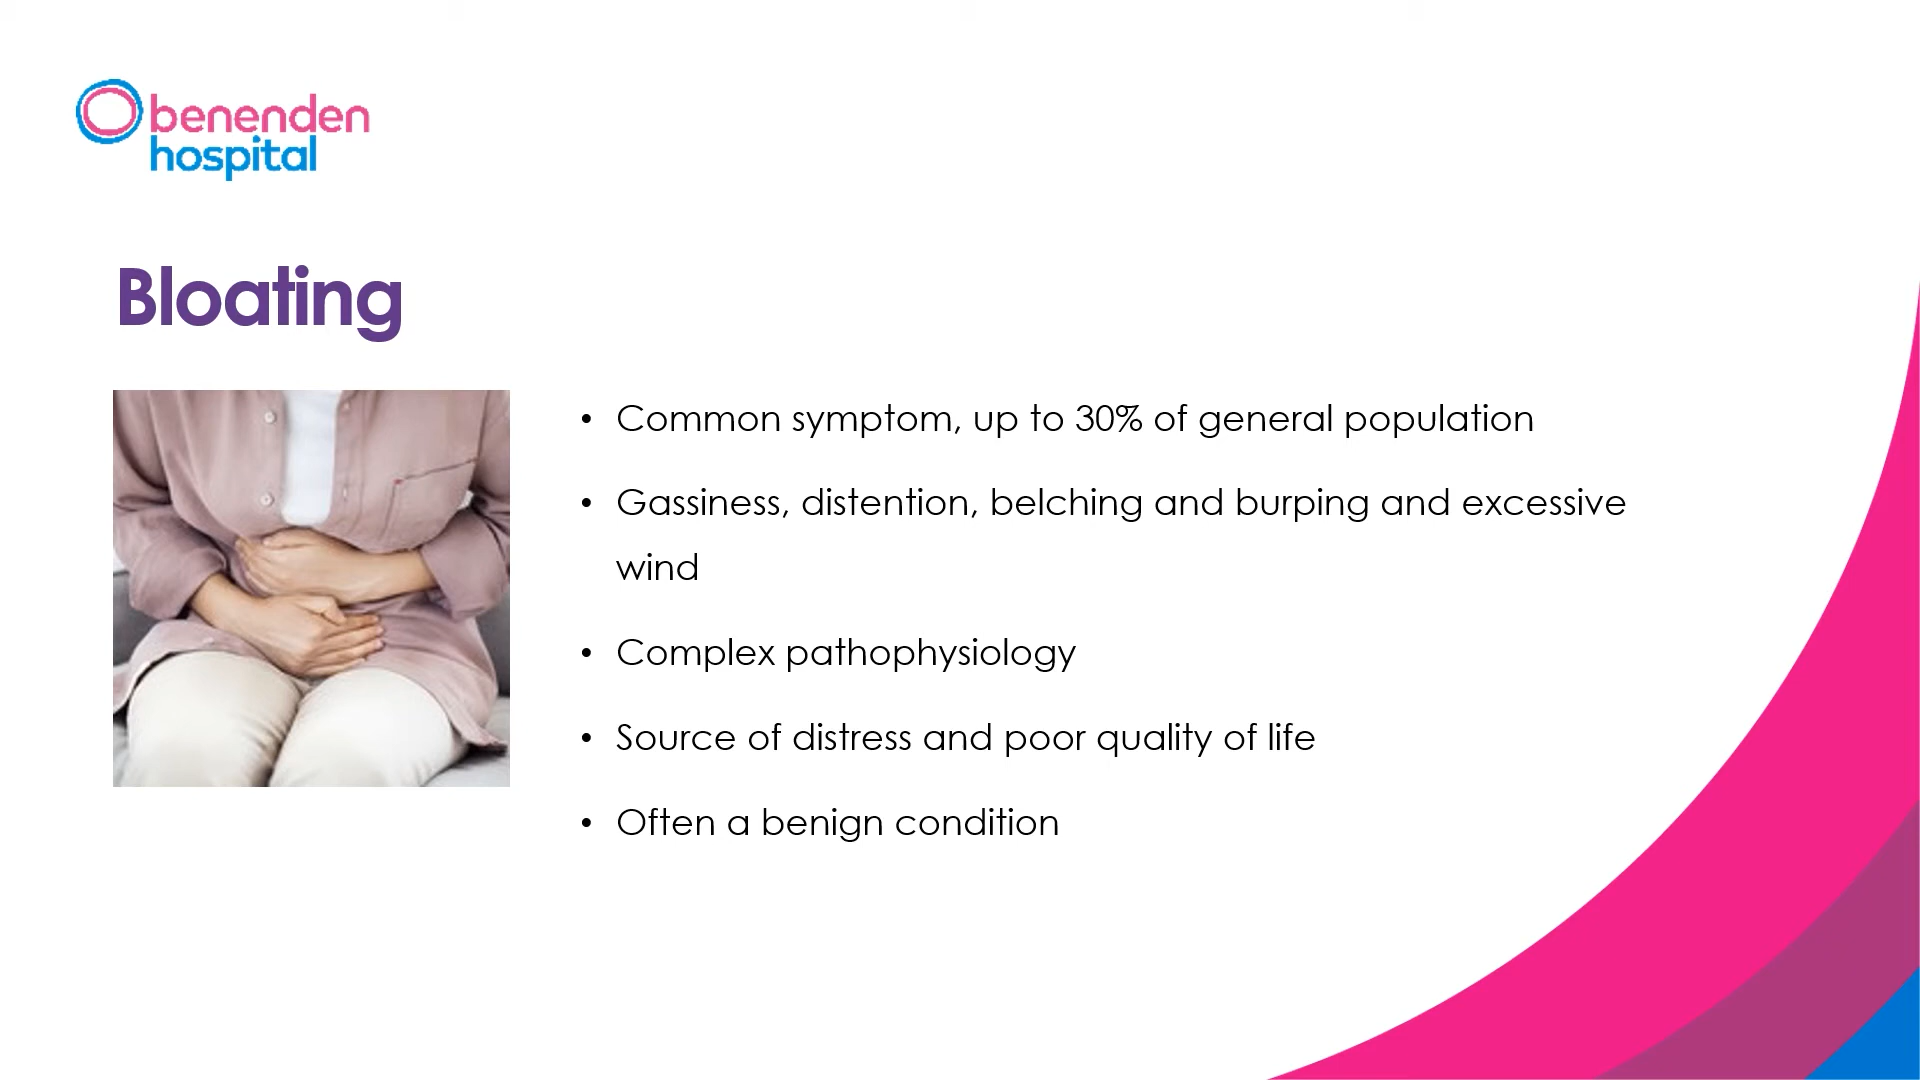 benenden
hospital
Bloating
• Common symptom, up to 30% of general population
• Gassiness, distention, belching and burping and excessive
wind
• Complex pathophysiology
• Source of distress and poor quality of life
• Often a benign condition